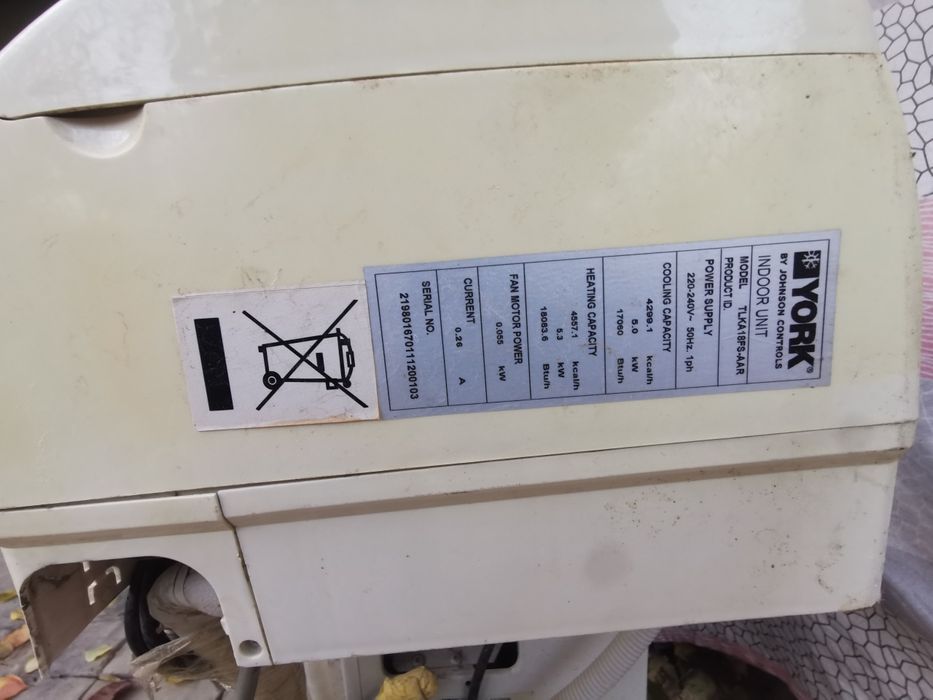 YORK®
BY JOHNSON CONTROLS
INDOOR UNIT
MODEL TLKA18FS-AAR
PRODUCT ID.
POWER SUPPLY
220-240V~ 50Hz, 1ph
COOLING CAPACITY
4299.1 kcal/h
5.0 kW
17060 Btu/h
HEATING CAPACITY
4557.1 kcal/h
5.3 kW
18083.6 Btu/h
FAN MOTOR POWER
0.055 kW
CURRENT
0.26 A
SERIAL NO.
219801670111200103